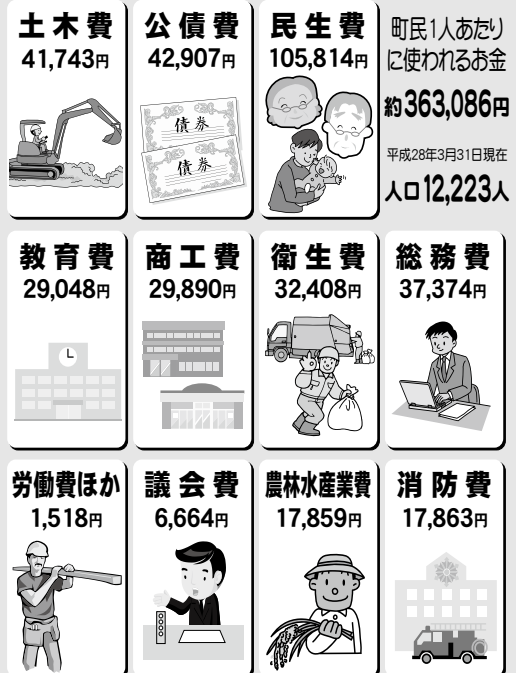 土木費
41,743円
公債費
42,907円
債券
債券
民生費
105,814円
町民1人あたり
に使われるお金
約363,086円
平成28年3月31日現在
人口12,223人
教育費
29,048円
商工費
29,890円
衛生費
32,408円
総務費
37,374円
労働費ほか
1,518円
議会費
6,664円
農林水産業費
17,859円
消防費
17,863円